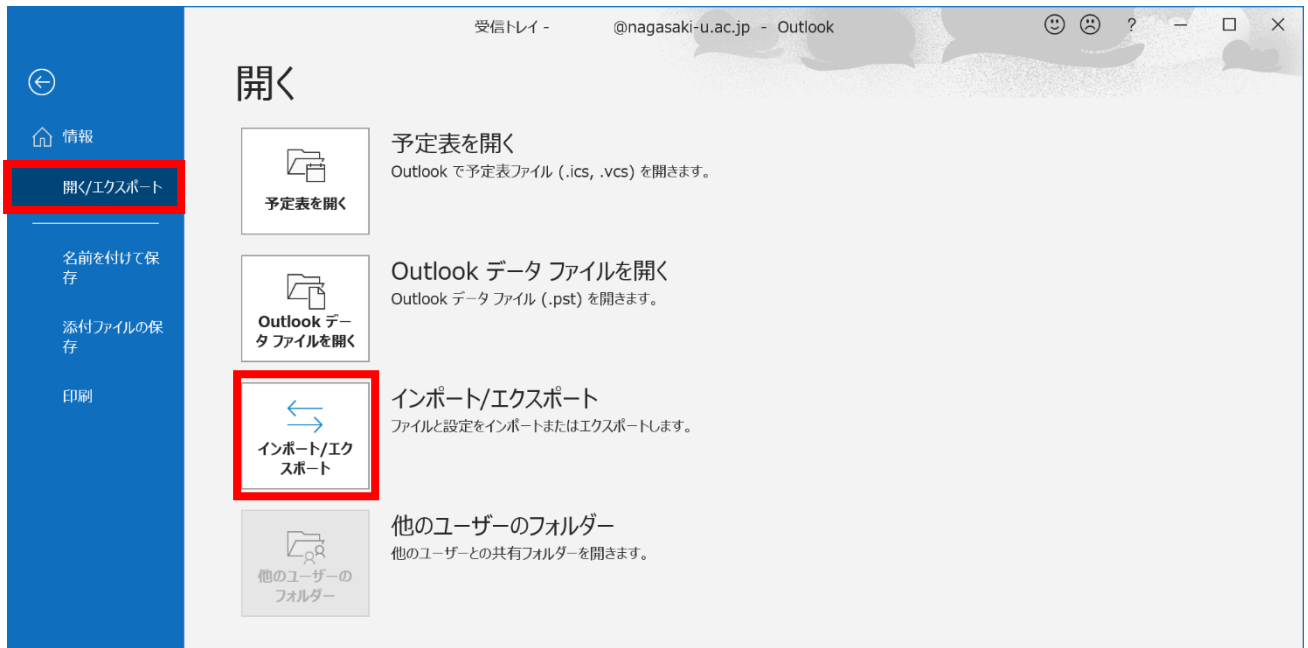 受信トレイ - @nagasaki-u.ac.jp - Outlook
?
開く
情報
開く/エクスポート
名前を付けて保
存
添付ファイルの保
存
印刷
予定表を開く
予定表を開く
Outlook で予定表ファイル (.ics, .vcs) を開きます。
Outlook デー
タ ファイルを開く
Outlook データ ファイルを開く
Outlook データ ファイル (.pst) を開きます。
インポート/エク
スポート
インポート/エクスポート
ファイルと設定をインポートまたはエクスポートします。
他のユーザーの
フォルダー
他のユーザーのフォルダー
他のユーザーとの共有フォルダーを開きます。